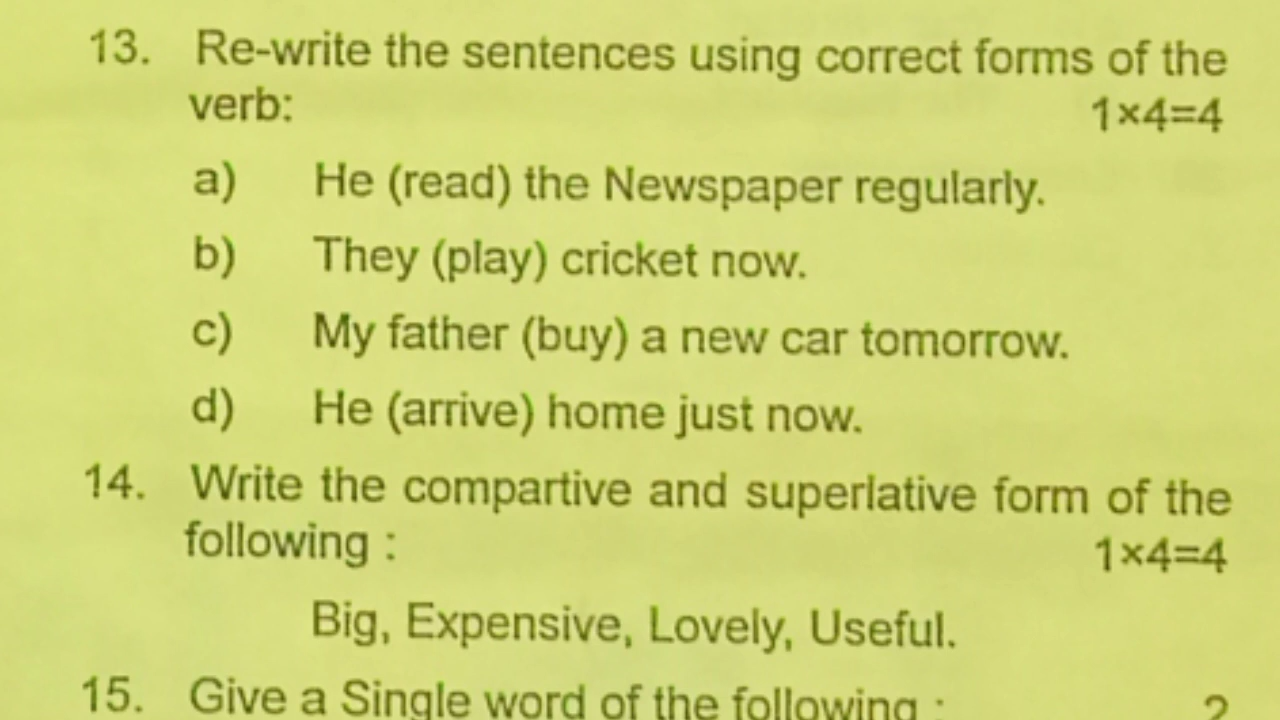 13. Re-write the sentences using correct forms of the
verb: 1×4=4
a) He (read) the Newspaper regularly.
b) They (play) cricket now.
c) My father (buy) a new car tomorrow.
d) He (arrive) home just now.
14. Write the compartive and superlative form of the
following : 1×4=4
Big, Expensive, Lovely, Useful.
15. Give a Single word of the following : 2